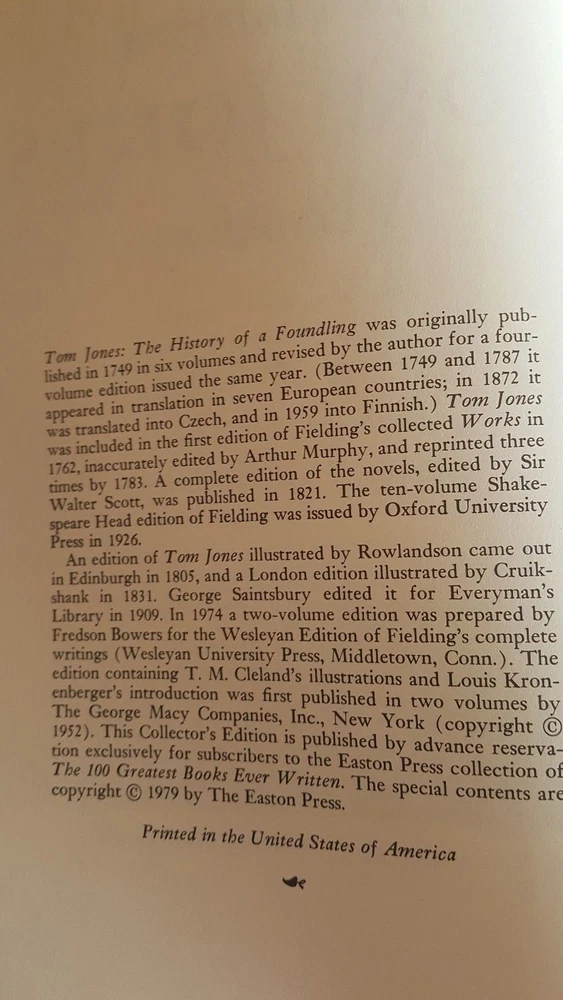 Tom Jones: The History of a Foundling was originally pub-
lished in 1749 in six volumes and revised by the author for a four-
volume edition issued the same year. (Between 1749 and 1787 it
appeared in translation in seven European countries; in 1872 it
was translated into Czech, and in 1959 into Finnish.) Tom Jones
was included in the first edition of Fielding's collected Works in
1762, inaccurately edited by Arthur Murphy, and reprinted three
times by 1783. A complete edition of the novels, edited by Sir
Walter Scott, was published in 1821. The ten-volume Shake-
speare Head edition of Fielding was issued by Oxford University
Press in 1926.
An edition of Tom Jones illustrated by Rowlandson came out
in Edinburgh in 1805, and a London edition illustrated by Cruik-
shank in 1831. George Saintsbury edited it for Everyman's
Library in 1909. In 1974 a two-volume edition was prepared by
Fredson Bowers for the Wesleyan Edition of Fielding's complete
writings (Wesleyan University Press, Middletown, Conn.). The
edition containing T. M. Cleland's illustrations and Louis Kron-
enberger's introduction was first published in two volumes by
The George Macy Companies, Inc., New York (copyright ©
1952). This Collector's Edition is published by advance reserva-
tion exclusively for subscribers to the Easton Press collection of
The 100 Greatest Books Ever Written. The special contents are
copyright © 1979 by The Easton Press.
Printed in the United States of America